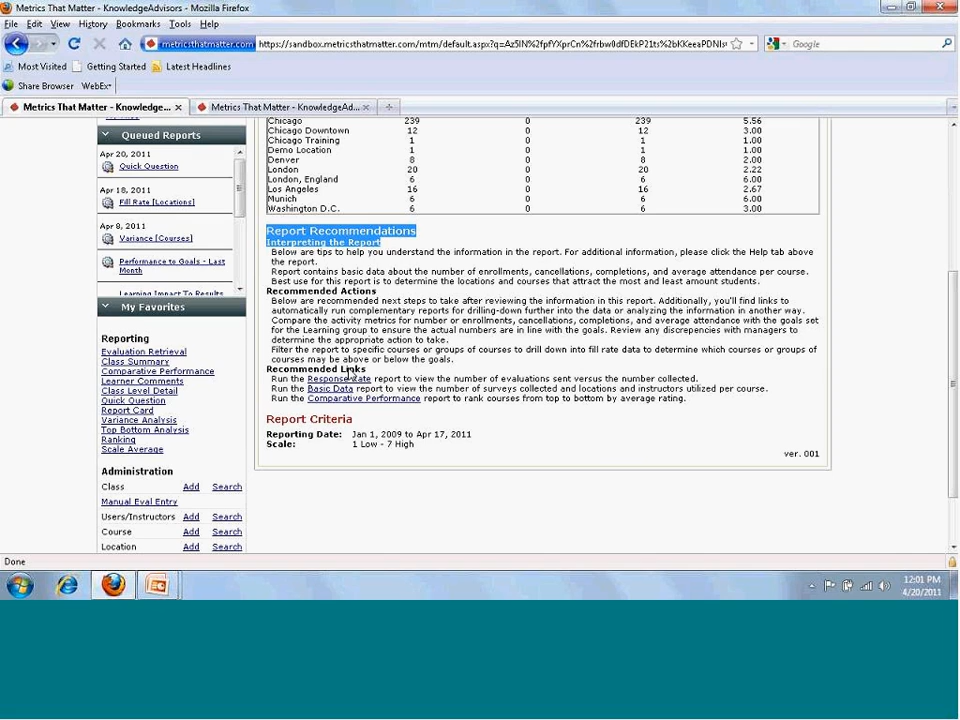 Metrics That Matter - KnowledgeAdvisors - Mozilla Firefox
File Edit View History Bookmarks Tools Help
metricsthatmatter.com https://sandbox.metricsthatmatter.com/mtm/default.aspx?q=
Google
Most Visited Getting Started Latest Headlines
Share Browser WebEx
Metrics That Matter - Knowledge... Metrics That Matter - KnowledgeAd...
Queued Reports
Apr 20, 2011
Quick Question
Apr 18, 2011
Fill Rate [Locations]
Apr 8, 2011
Variance [Courses]
Performance to Goals - Last
Month
Learning Impact To Results
My Favorites
Reporting
Evaluation Retrieval
Class Summary
Comparative Performance
Learner Comments
Class Level Detail
Quick Question
Report Card
Variance Analysis
Top Bottom Analysis
Ranking
Scale Average
Administration
Class Add Search
Manual Eval Entry
Users/Instructors Add Search
Course Add Search
Location Add Search
Chicago 239 0 239 5.56
Chicago Downtown 12 0 12 3.00
Chicago Training 1 0 1 1.00
Demo Location 1 0 1 1.00
Denver 8 0 8 2.00
London 20 0 20 2.22
London, England 6 0 6 6.00
Los Angeles 16 0 16 2.67
Munich 6 0 6 6.00
Washington D.C. 6 0 6 3.00
Report Recommendations
Interpreting the Report
Below are tips to help you understand the information in the report. For additional information, please click the Help tab above
the report.
Report contains basic data about the number of enrollments, cancellations, completions, and average attendance per course.
Best use for this report is to determine the locations and courses that attract the most and least amount students.
Recommended Actions
Below are recommended next steps to take after reviewing the information in this report. Additionally, you'll find links to
automatically run complementary reports for drilling-down further into the data or analyzing the information in another way.
Compare the activity metrics for number or enrollments, cancellations, completions, and average attendance with the goals set
for the Learning group to ensure the actual numbers are in line with the goals. Review any discrepencies with managers to
determine the appropriate action to take.
Filter the report to specific courses or groups of courses to drill down into fill rate data to determine which courses or groups of
courses may be above or below the goals.
Recommended Links
Run the Response Rate report to view the number of evaluations sent versus the number collected.
Run the Basic Data report to view the number of surveys collected and locations and instructors utilized per course.
Run the Comparative Performance report to rank courses from top to bottom by average rating.
Report Criteria
Reporting Date: Jan 1, 2009 to Apr 17, 2011
Scale: 1 Low - 7 High
ver. 001
Done
12:01 PM
4/20/2011